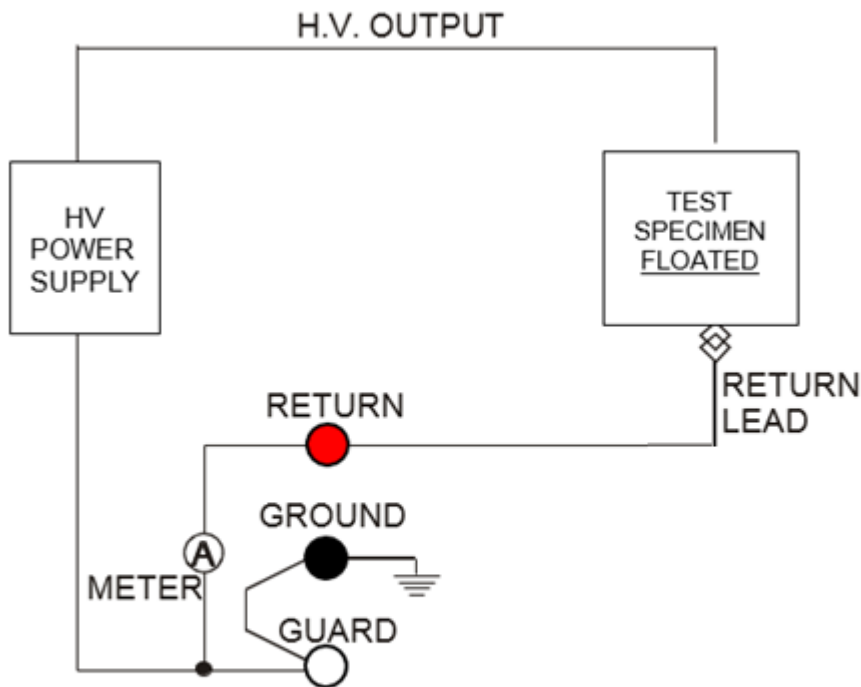 H.V. OUTPUT
HV
POWER
SUPPLY
TEST
SPECIMEN
FLOATED
RETURN
LEAD
RETURN
GROUND
A
METER
GUARD